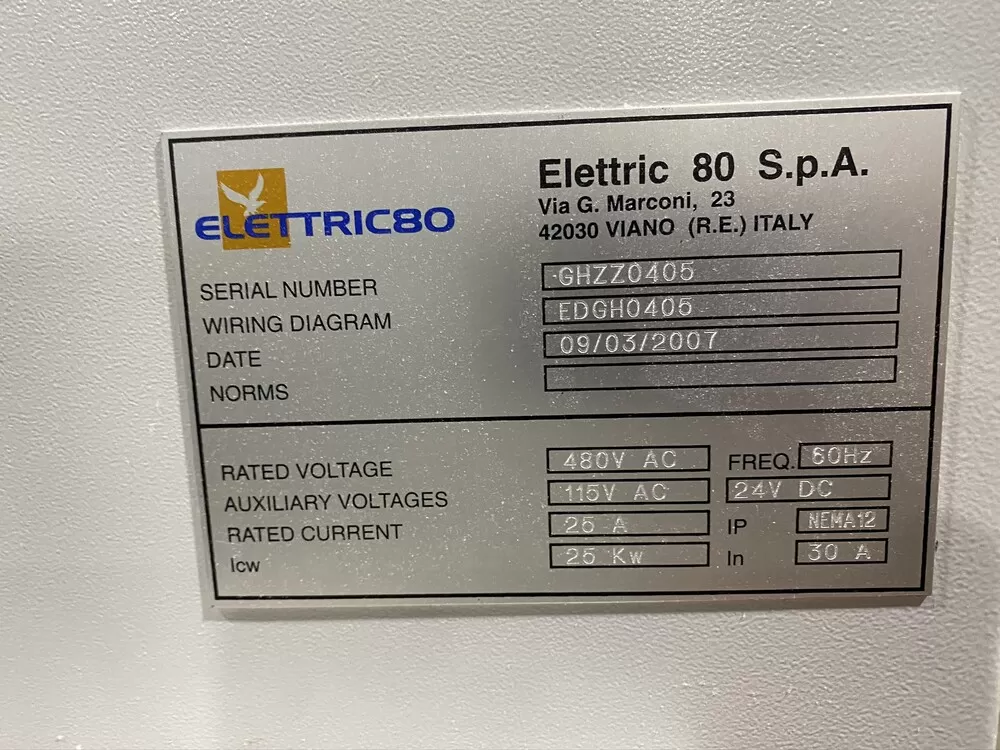 ELETTRIC80
Elettric 80 S.p.A.
Via G. Marconi, 23
42030 VIANO (R.E.) ITALY
SERIAL NUMBER GHZZ0405
WIRING DIAGRAM EDGH0405
DATE 09/03/2007
NORMS
RATED VOLTAGE 480V AC FREQ. 60Hz
AUXILIARY VOLTAGES 115V AC 24V DC
RATED CURRENT 25 A IP NEMA12
Icw 25 Kw In 30 A